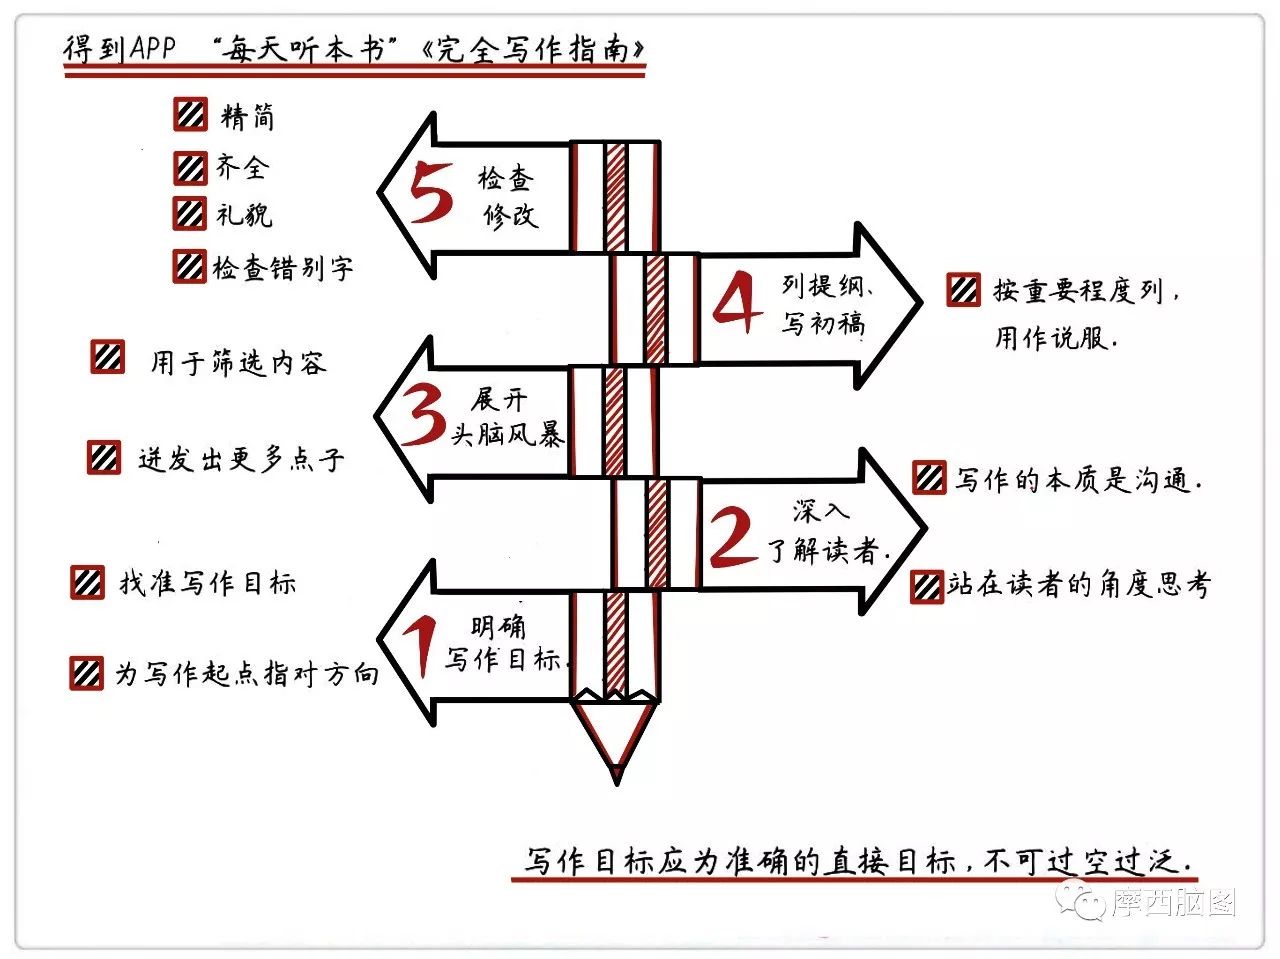 得到APP “每天听本书”《完全写作指南》
精简
齐全
礼貌
检查错别字
5 检查
修改
4 列提纲、
写初稿
按重要程度列，
用作说服.
用于筛选内容
迸发出更多点子
3 展开
头脑风暴
2 深入
了解读者.
写作的本质是沟通.
站在读者的角度思考
找准写作目标
为写作起点指对方向
1 明确
写作目标.
写作目标应为准确的直接目标，不可过空过泛.
摩西脑图